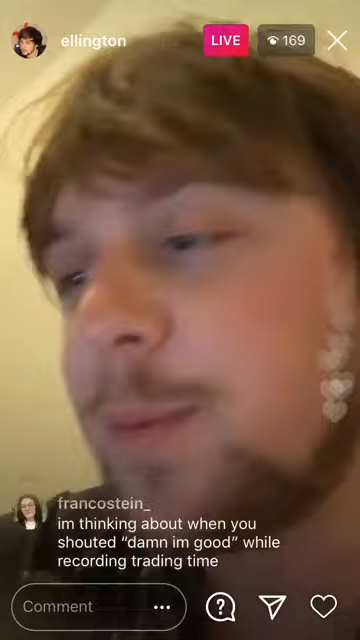 ellington
LIVE
169
francostein_
im thinking about when you
shouted “damn im good” while
recording trading time
Comment